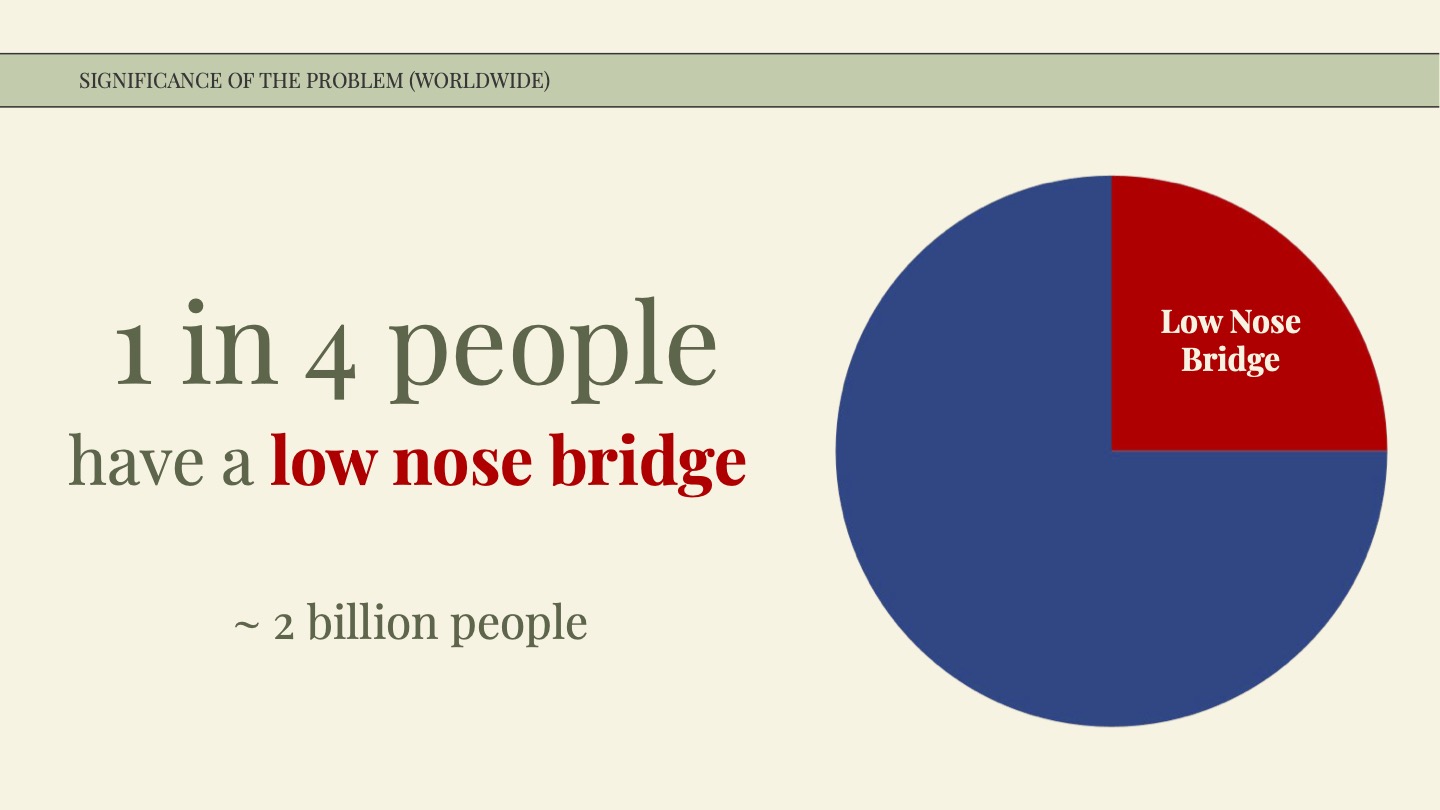 SIGNIFICANCE OF THE PROBLEM (WORLDWIDE)
1 in 4 people
have a low nose bridge
~ 2 billion people
Low Nose
Bridge